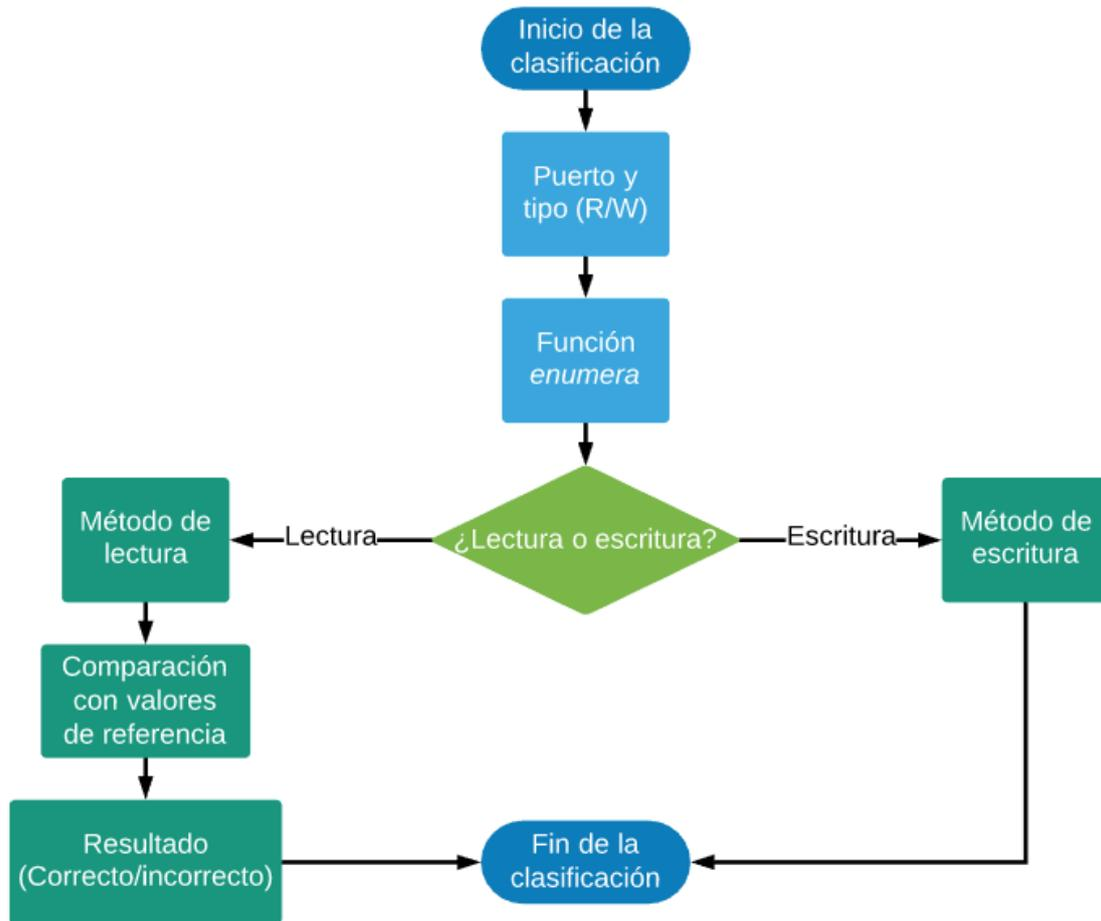 Inicio de la
clasificación
Puerto y
tipo (R/W)
Función
enumera
¿Lectura o escritura?
Lectura
Escritura
Método de
lectura
Método de
escritura
Comparación
con valores
de referencia
Resultado
(Correcto/incorrecto)
Fin de la
clasificación